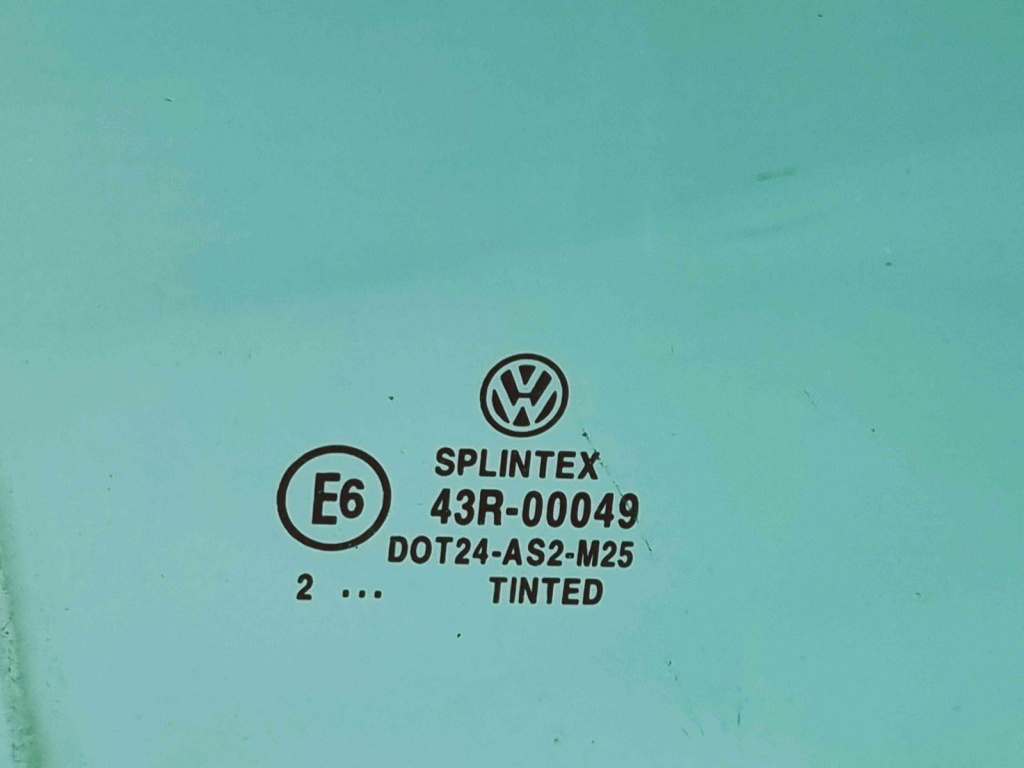 SPLINTEX
E6 43R-00049
DOT24-AS2-M25
2 ... TINTED